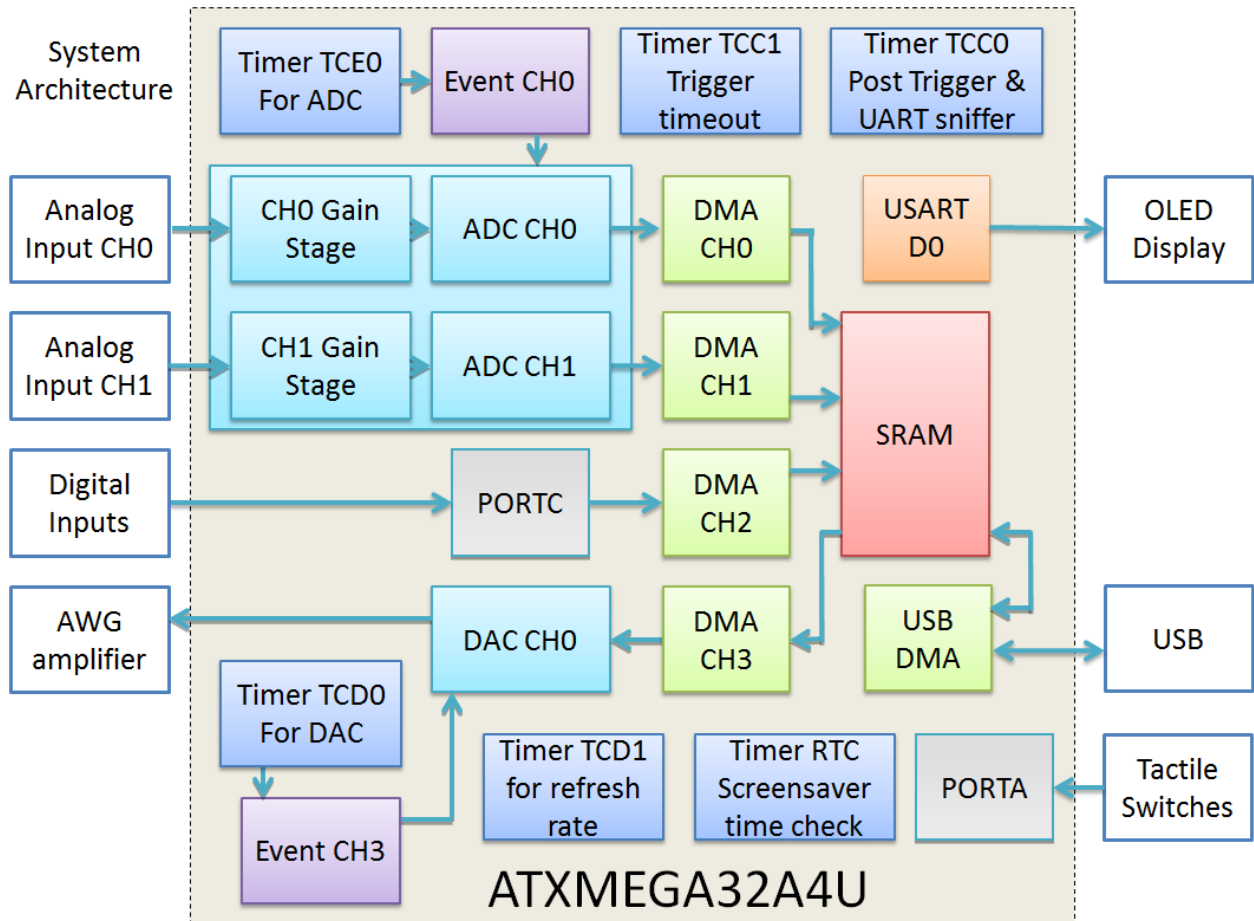 System
Architecture
Timer TCE0
For ADC
Event CH0
Timer TCC1
Trigger
timeout
Timer TCC0
Post Trigger &
UART sniffer
Analog
Input CH0
CH0 Gain
Stage
ADC CH0
DMA
CH0
USART
D0
OLED
Display
Analog
Input CH1
CH1 Gain
Stage
ADC CH1
DMA
CH1
SRAM
Digital
Inputs
PORTC
DMA
CH2
AWG
amplifier
DAC CH0
DMA
CH3
USB
DMA
USB
Timer TCD0
For DAC
Event CH3
Timer TCD1
for refresh
rate
Timer RTC
Screensaver
time check
PORTA
Tactile
Switches
ATXMEGA32A4U